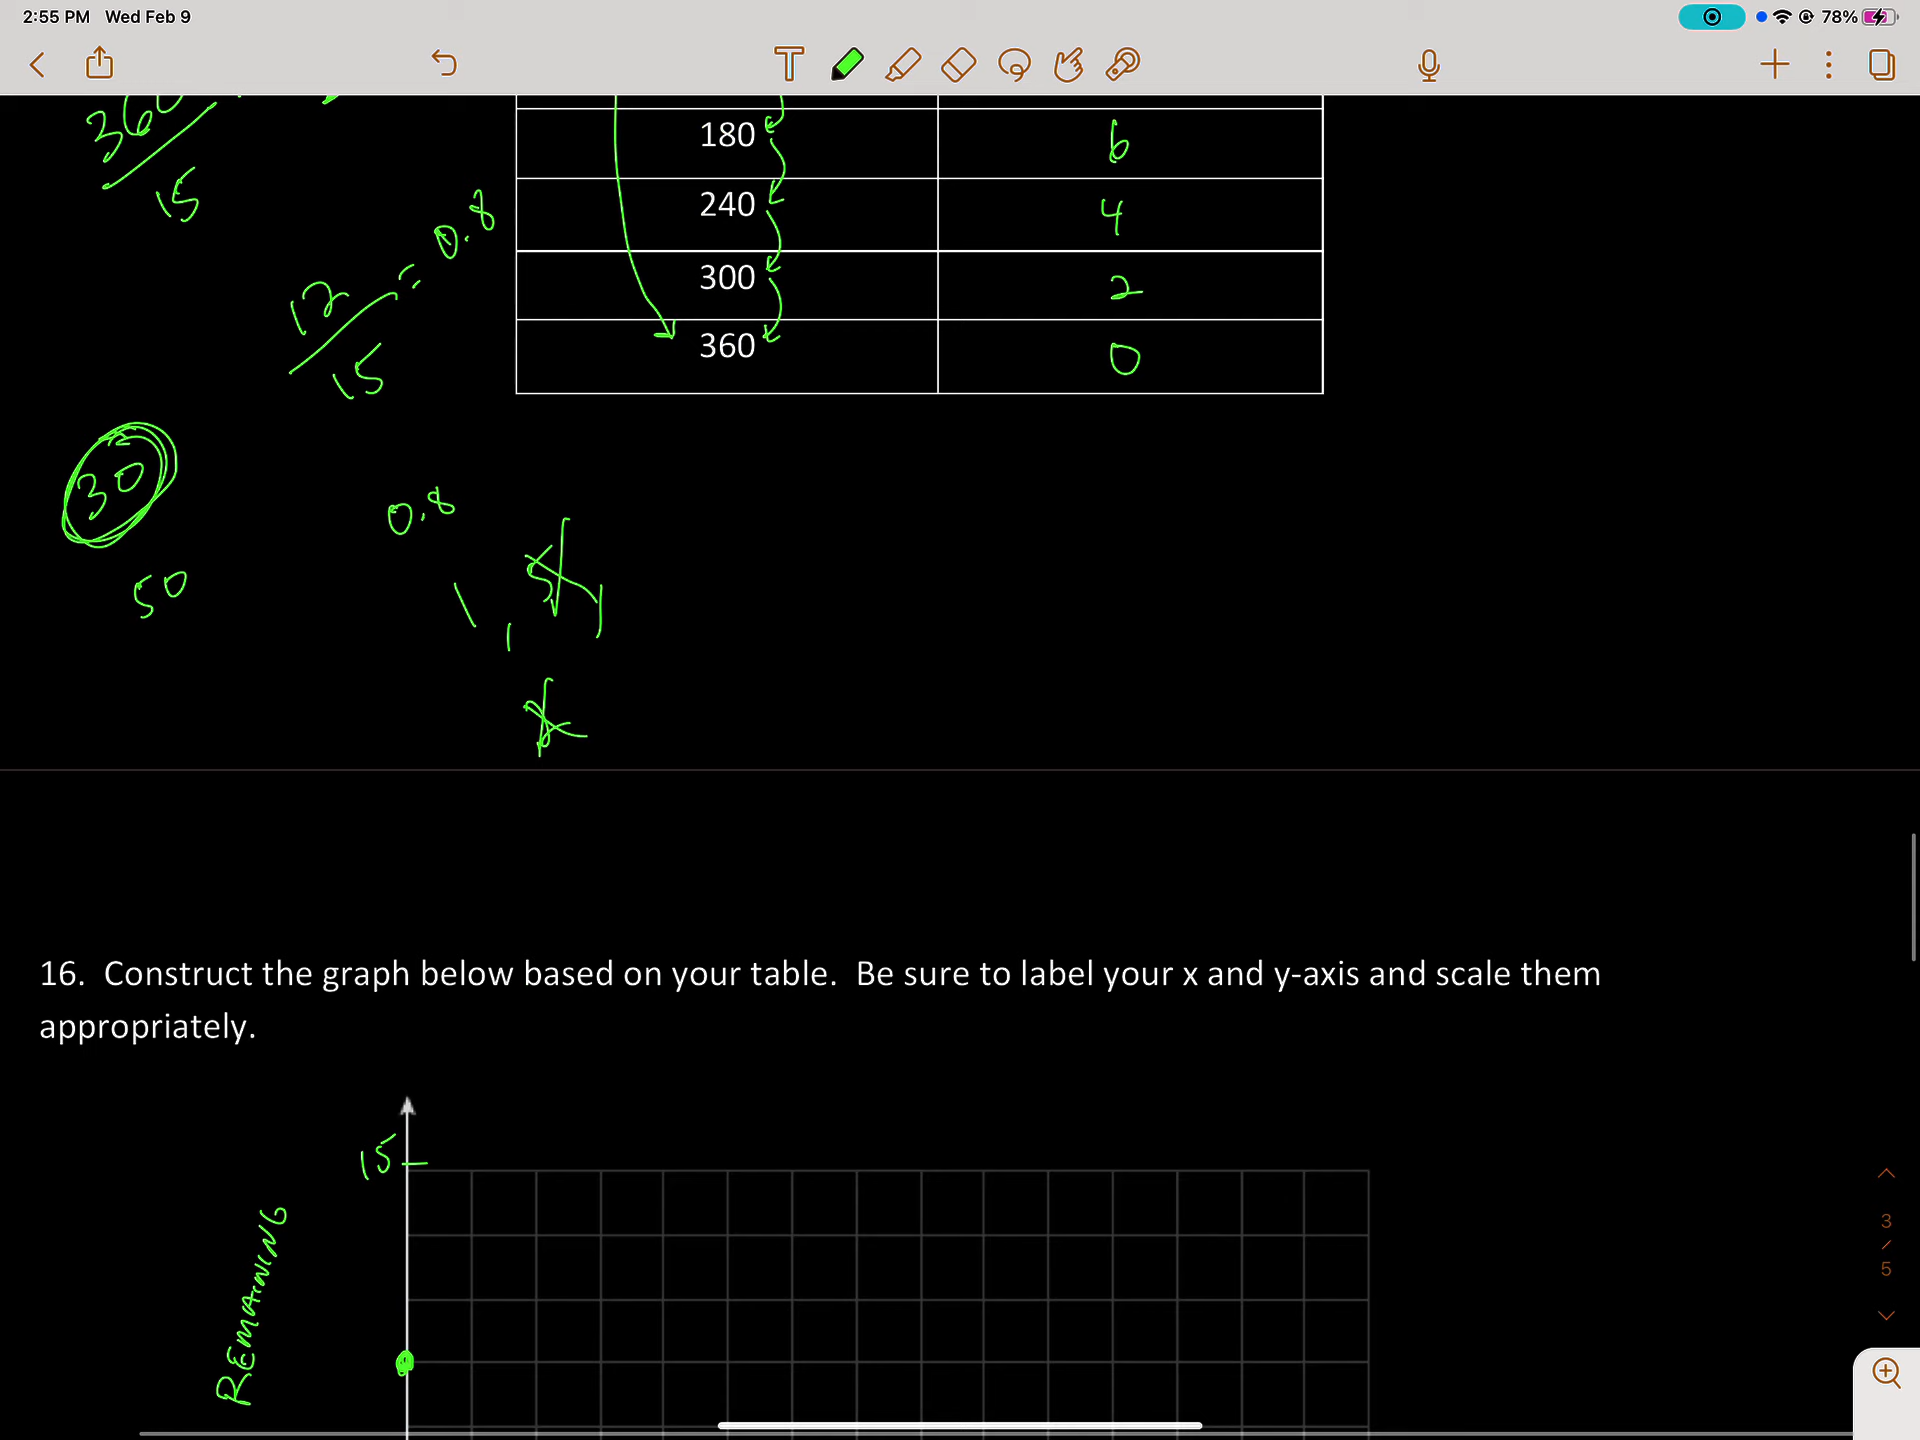 2:55 PM Wed Feb 9
78%
360
15
180 6
240 4
12/15 = 0.8
300 2
360 0
30
50
0.8
16. Construct the graph below based on your table. Be sure to label your x and y-axis and scale them
appropriately.
15
REMAINING
3
/
5